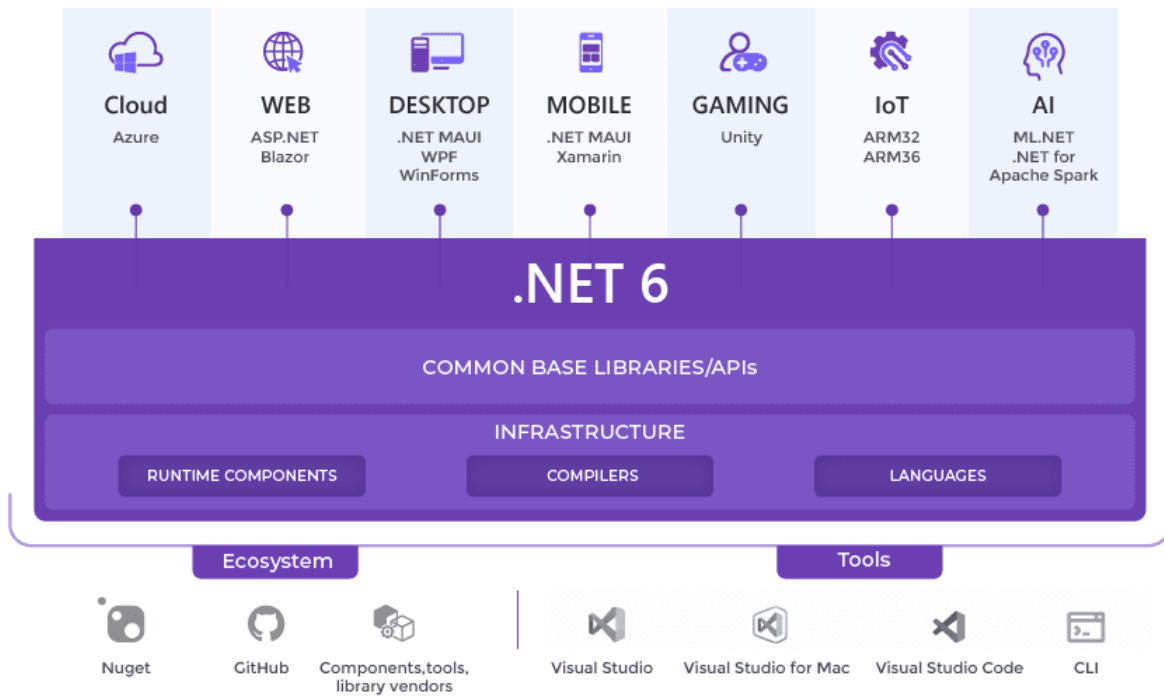 Cloud
Azure
WEB
ASP.NET
Blazor
DESKTOP
.NET MAUI
WPF
WinForms
MOBILE
.NET MAUI
Xamarin
GAMING
Unity
IoT
ARM32
ARM36
AI
ML.NET
.NET for
Apache Spark
.NET 6
COMMON BASE LIBRARIES/APIs
INFRASTRUCTURE
RUNTIME COMPONENTS
COMPILERS
LANGUAGES
Ecosystem
Tools
Nuget
GitHub
Components,tools,
library vendors
Visual Studio
Visual Studio for Mac
Visual Studio Code
CLI